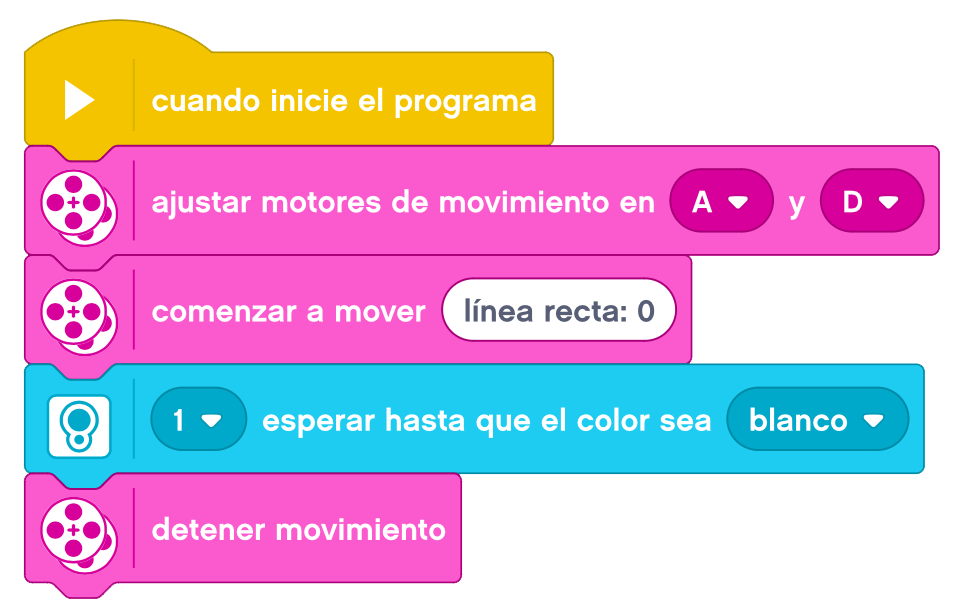 cuando inicie el programa
ajustar motores de movimiento en A y D
comenzar a mover línea recta: 0
1 esperar hasta que el color sea blanco
detener movimiento